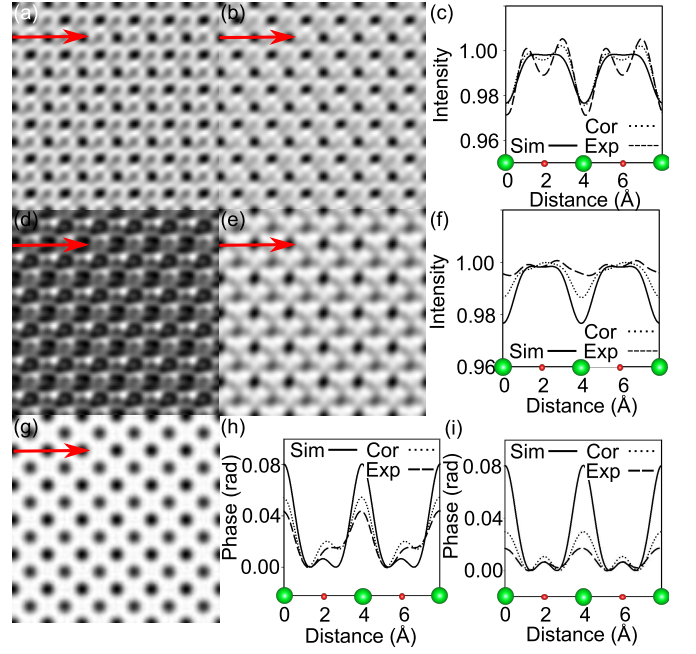 (a)
(b)
(c)
Intensity
1.00
0.98
0.96
Cor
Sim Exp
0 2 4 6
Distance (Å)
(d)
(e)
(f)
Intensity
1.00
0.98
0.96
Cor
Sim Exp
0 2 4 6
Distance (Å)
(g)
(h)
Phase (rad)
0.08
0.04
0.00
Sim Cor
Exp
0 2 4 6
Distance (Å)
(i)
Phase (rad)
0.08
0.04
0.00
Sim Cor
Exp
0 2 4 6
Distance (Å)